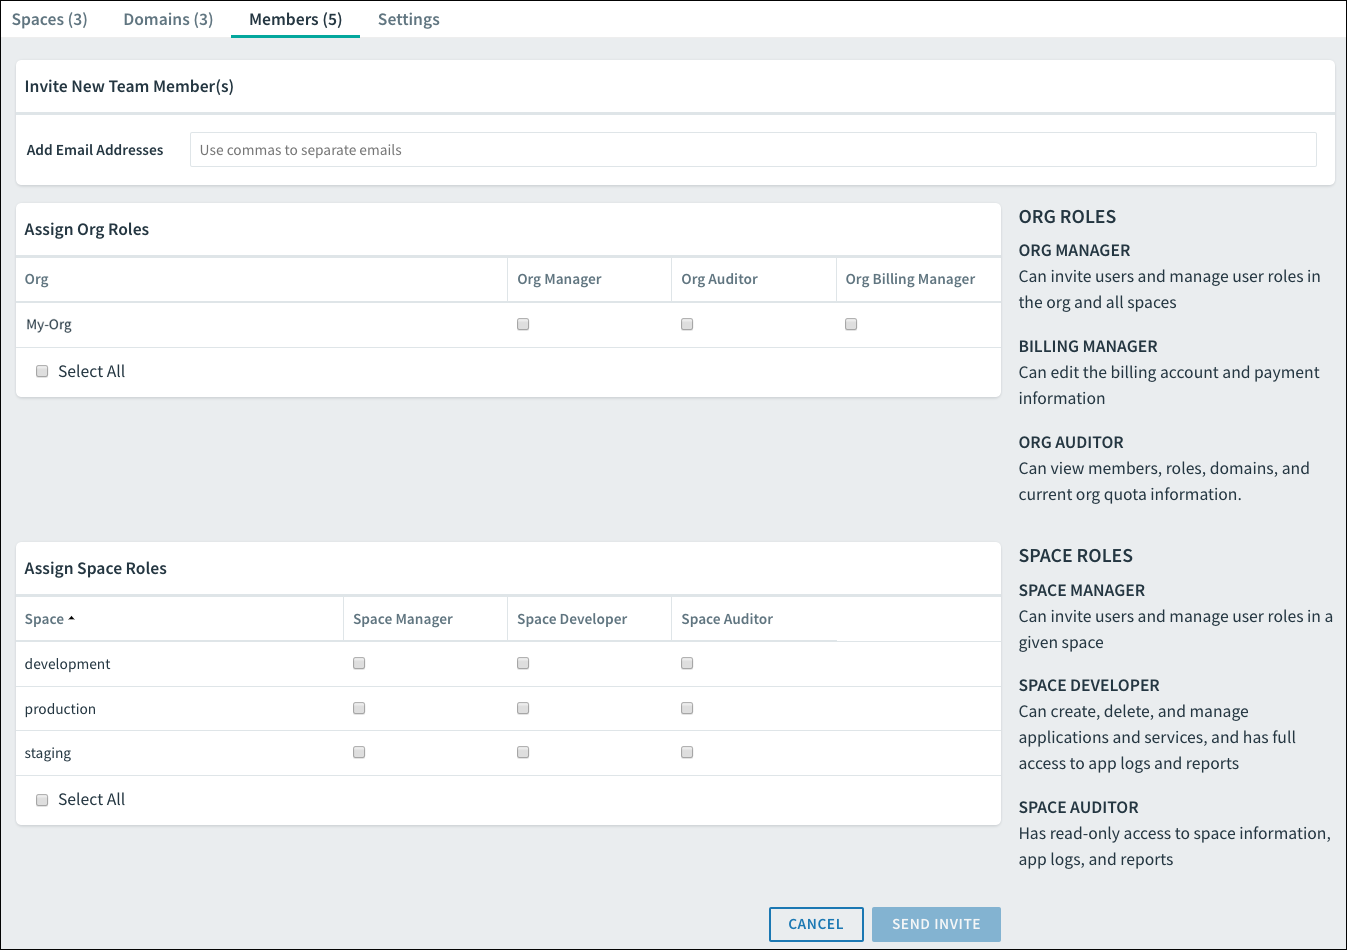 Spaces (3) Domains (3) Members (5) Settings
Invite New Team Member(s)
Add Email Addresses Use commas to separate emails
Assign Org Roles
Org Org Manager Org Auditor Org Billing Manager
My-Org
Select All
ORG ROLES
ORG MANAGER
Can invite users and manage user roles in
the org and all spaces
BILLING MANAGER
Can edit the billing account and payment
information
ORG AUDITOR
Can view members, roles, domains, and
current org quota information.
Assign Space Roles
Space Space Manager Space Developer Space Auditor
development
production
staging
Select All
SPACE ROLES
SPACE MANAGER
Can invite users and manage user roles in a
given space
SPACE DEVELOPER
Can create, delete, and manage
applications and services, and has full
access to app logs and reports
SPACE AUDITOR
Has read-only access to space information,
app logs, and reports
CANCEL SEND INVITE